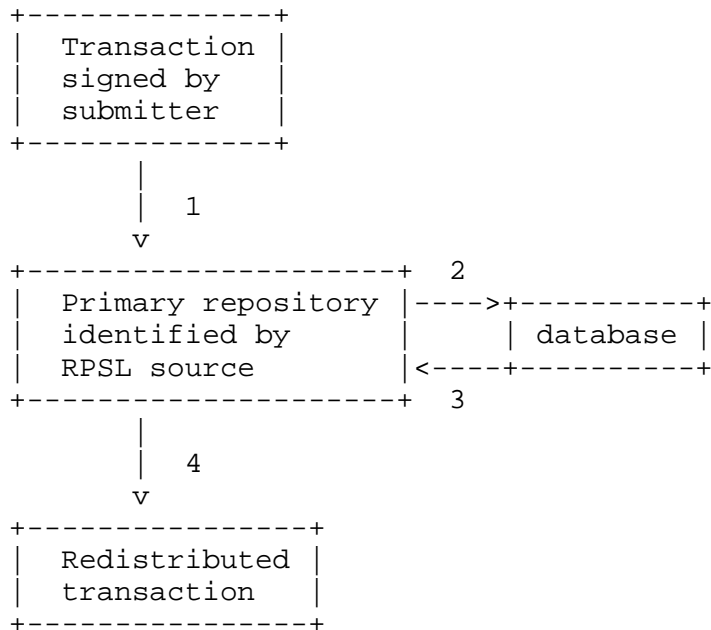 Transaction
signed by
submitter
1
2
Primary repository
identified by
database
RPSL source
3
4
Redistributed
transaction